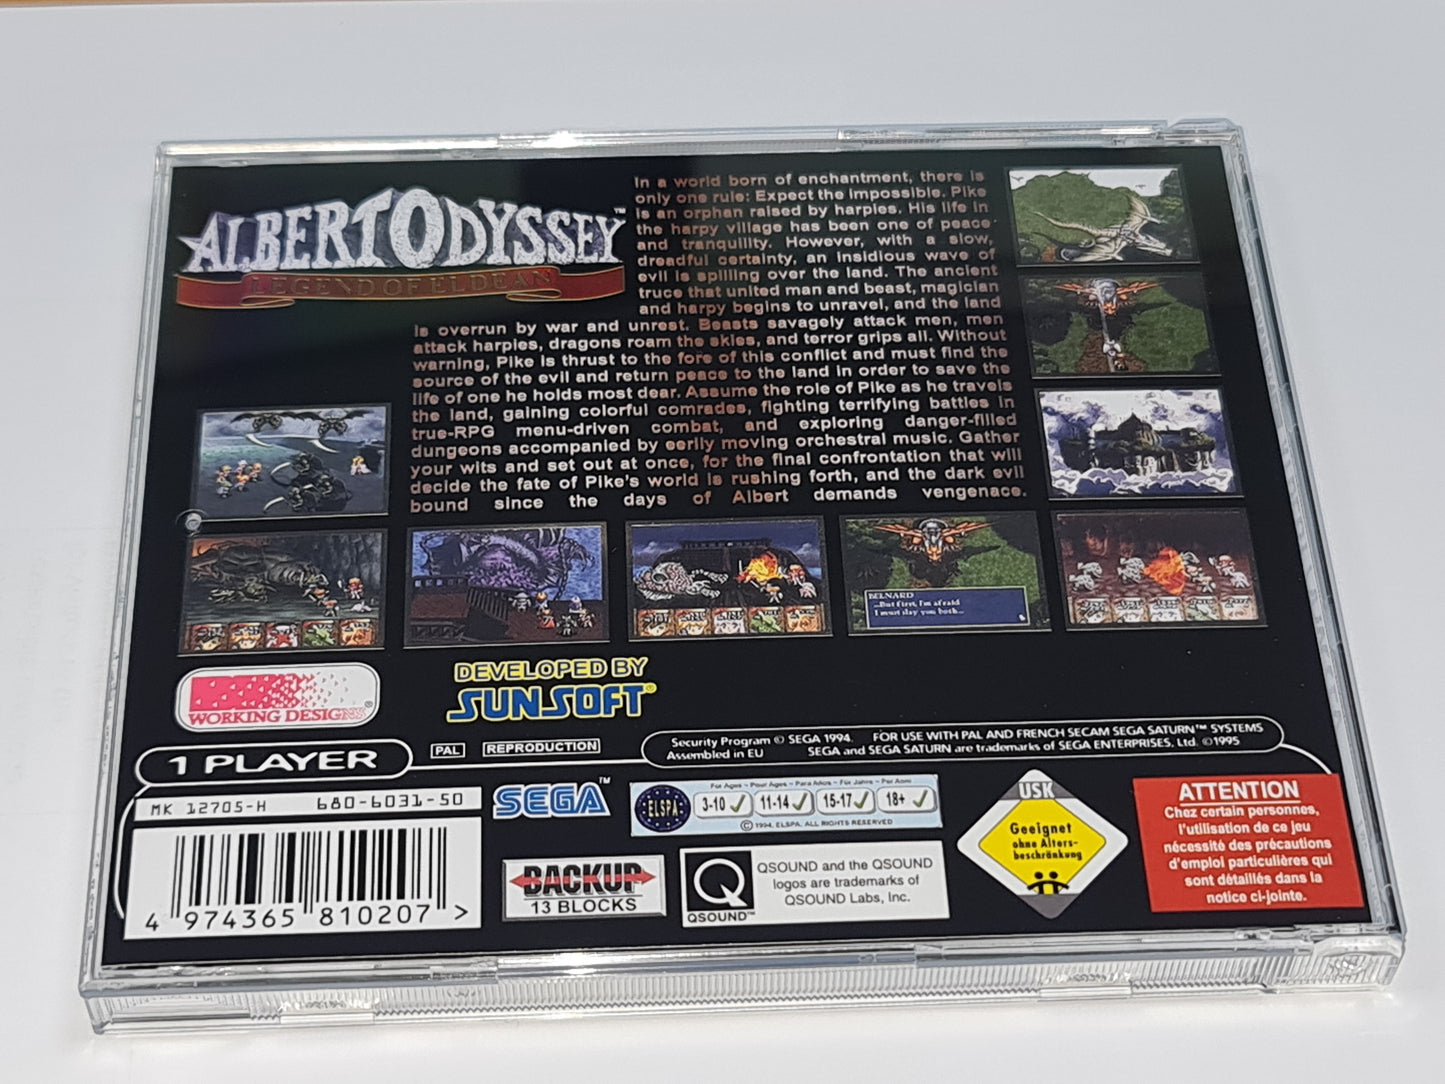 ALBERT ODYSSEY™
LEGEND OF ELDEAN
In a world born of enchantment, there is
only one rule: Expect the impossible. Pike
is an orphan raised by harpies. His life in
the harpy village has been one of peace
and tranquility. However, with a slow,
dreadful certainty, an insidious wave of
evil is spilling over the land. The ancient
truce that united man and beast, magician
and harpy begins to unravel, and the land
is overrun by war and unrest. Beasts savagely attack men, men
attack harpies, dragons roam the skies, and terror grips all. Without
warning, Pike is thrust to the fore of this conflict and must find the
source of the evil and return peace to the land in order to save the
life of one he holds most dear. Assume the role of Pike as he travels
the land, gaining colorful comrades, fighting terrifying battles in
true-RPG menu-driven combat, and exploring danger-filled
dungeons accompanied by eerily moving orchestral music. Gather
your wits and set out at once, for the final confrontation that will
decide the fate of Pike's world is rushing forth, and the dark evil
bound since the days of Albert demands vengenace.
BELNARD
...But first, I'm afraid
I must slay you both...
WORKING DESIGNS®
DEVELOPED BY
SUNSOFT®
1 PLAYER
PAL
REPRODUCTION
Security Program © SEGA 1994. FOR USE WITH PAL AND FRENCH SECAM SEGA SATURN™ SYSTEMS
Assembled in EU SEGA and SEGA SATURN are trademarks of SEGA ENTERPRISES, Ltd. ©1995
MK 12705-H 680-6031-50
4 974365 810207 >
SEGA™
For Ages – Pour Ages – Para Años – Für Jahre – Per Anni
ELSPA
3-10 11-14 15-17 18+
© 1994. ELSPA. ALL RIGHTS RESERVED
BACKUP
13 BLOCKS
Q
QSOUND™
QSOUND and the QSOUND
logos are trademarks of
QSOUND Labs, Inc.
USK
Geeignet
ohne Alters-
beschränkung
ATTENTION
Chez certain personnes,
l'utilisation de ce jeu
nécessité des précautions
d'emploi particulières qui
sont détaillés dans la
notice ci-jointe.